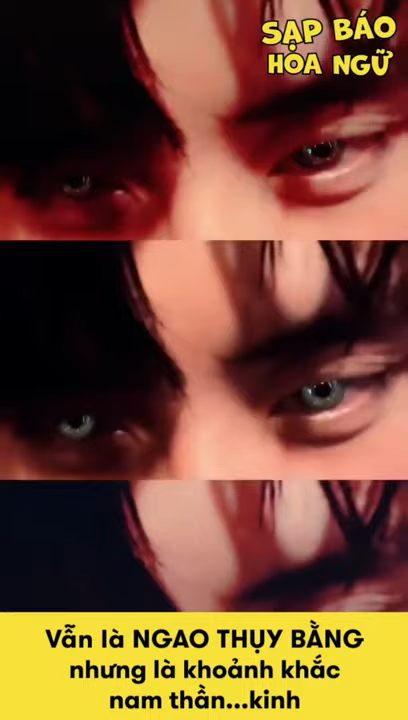 SẠP BÁO
HOA NGỮ
Vẫn là NGAO THỤY BẰNG
nhưng là khoảnh khắc
nam thần...kinh